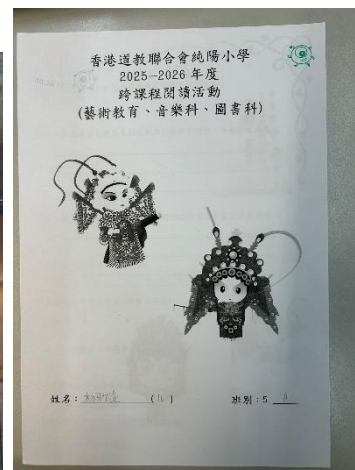 香港道教聯合會純陽小學
2025-2026 年度
跨課程閱讀活動
(藝術教育、音樂科、圖書科)
姓名：
班別：5 A